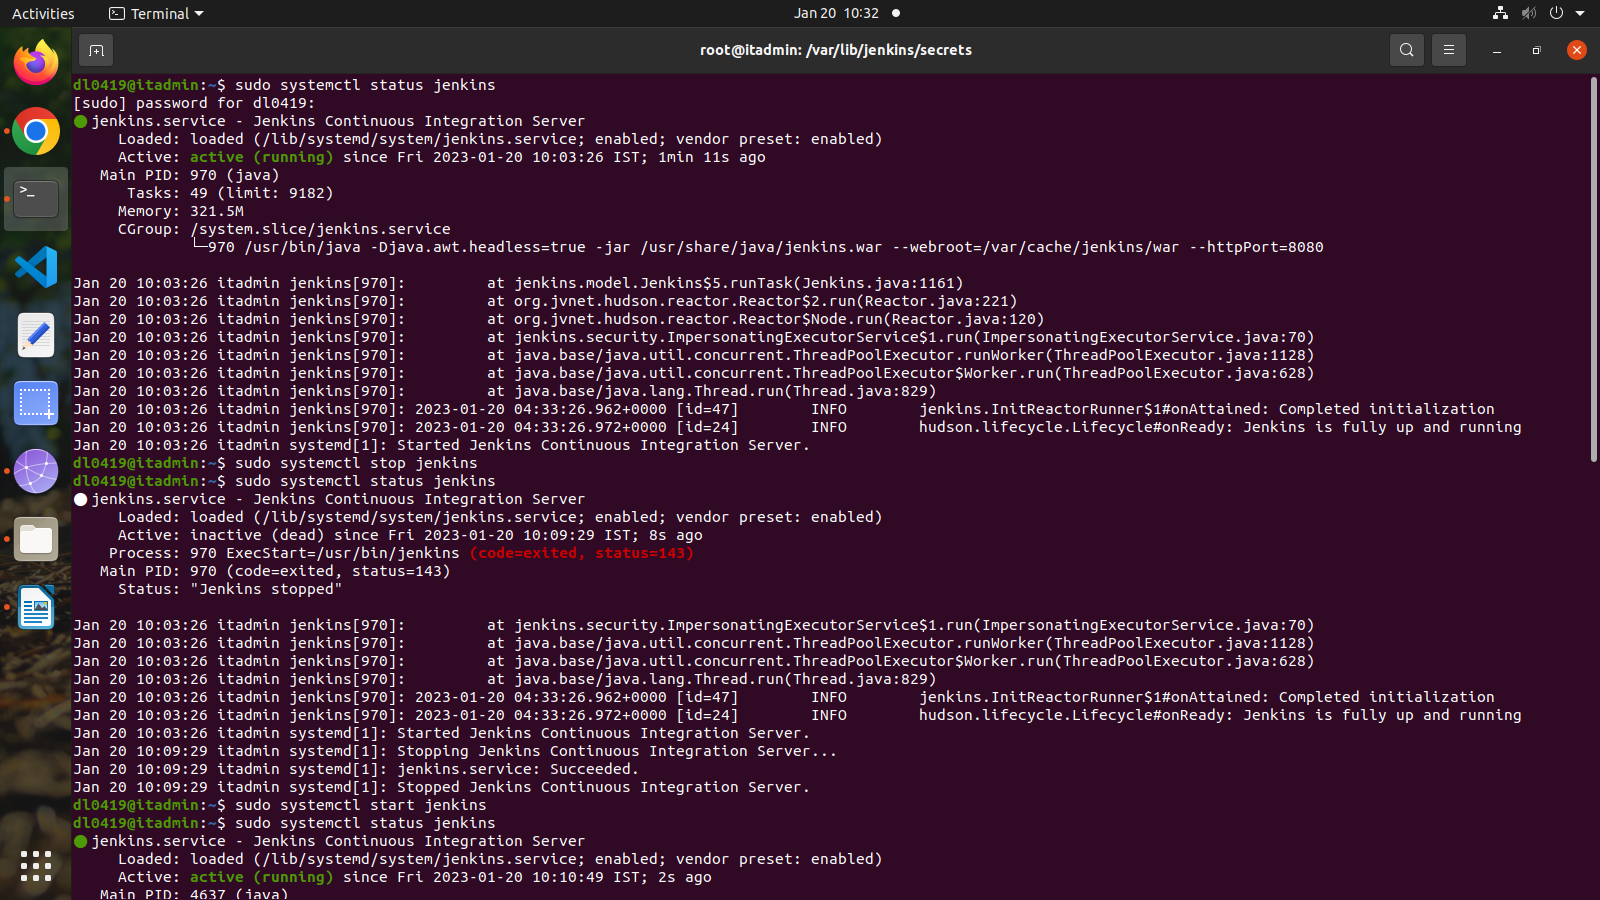 Activities
Terminal
Jan 20 10:32
root@itadmin: /var/lib/jenkins/secrets
dl0419@itadmin:~$ sudo systemctl status jenkins
[sudo] password for dl0419:
● jenkins.service - Jenkins Continuous Integration Server
Loaded: loaded (/lib/systemd/system/jenkins.service; enabled; vendor preset: enabled)
Active: active (running) since Fri 2023-01-20 10:03:26 IST; 1min 11s ago
Main PID: 970 (java)
Tasks: 49 (limit: 9182)
Memory: 321.5M
CGroup: /system.slice/jenkins.service
└─970 /usr/bin/java -Djava.awt.headless=true -jar /usr/share/java/jenkins.war --webroot=/var/cache/jenkins/war --httpPort=8080
Jan 20 10:03:26 itadmin jenkins[970]: at jenkins.model.Jenkins$5.runTask(Jenkins.java:1161)
Jan 20 10:03:26 itadmin jenkins[970]: at org.jvnet.hudson.reactor.Reactor$2.run(Reactor.java:221)
Jan 20 10:03:26 itadmin jenkins[970]: at org.jvnet.hudson.reactor.Reactor$Node.run(Reactor.java:120)
Jan 20 10:03:26 itadmin jenkins[970]: at jenkins.security.ImpersonatingExecutorService$1.run(ImpersonatingExecutorService.java:70)
Jan 20 10:03:26 itadmin jenkins[970]: at java.base/java.util.concurrent.ThreadPoolExecutor.runWorker(ThreadPoolExecutor.java:1128)
Jan 20 10:03:26 itadmin jenkins[970]: at java.base/java.util.concurrent.ThreadPoolExecutor$Worker.run(ThreadPoolExecutor.java:628)
Jan 20 10:03:26 itadmin jenkins[970]: at java.base/java.lang.Thread.run(Thread.java:829)
Jan 20 10:03:26 itadmin jenkins[970]: 2023-01-20 04:33:26.962+0000 [id=47] INFO jenkins.InitReactorRunner$1#onAttained: Completed initialization
Jan 20 10:03:26 itadmin jenkins[970]: 2023-01-20 04:33:26.972+0000 [id=24] INFO hudson.lifecycle.Lifecycle#onReady: Jenkins is fully up and running
Jan 20 10:03:26 itadmin systemd[1]: Started Jenkins Continuous Integration Server.
dl0419@itadmin:~$ sudo systemctl stop jenkins
dl0419@itadmin:~$ sudo systemctl status jenkins
● jenkins.service - Jenkins Continuous Integration Server
Loaded: loaded (/lib/systemd/system/jenkins.service; enabled; vendor preset: enabled)
Active: inactive (dead) since Fri 2023-01-20 10:09:29 IST; 8s ago
Process: 970 ExecStart=/usr/bin/jenkins (code=exited, status=143)
Main PID: 970 (code=exited, status=143)
Status: "Jenkins stopped"
Jan 20 10:03:26 itadmin jenkins[970]: at jenkins.security.ImpersonatingExecutorService$1.run(ImpersonatingExecutorService.java:70)
Jan 20 10:03:26 itadmin jenkins[970]: at java.base/java.util.concurrent.ThreadPoolExecutor.runWorker(ThreadPoolExecutor.java:1128)
Jan 20 10:03:26 itadmin jenkins[970]: at java.base/java.util.concurrent.ThreadPoolExecutor$Worker.run(ThreadPoolExecutor.java:628)
Jan 20 10:03:26 itadmin jenkins[970]: at java.base/java.lang.Thread.run(Thread.java:829)
Jan 20 10:03:26 itadmin jenkins[970]: 2023-01-20 04:33:26.962+0000 [id=47] INFO jenkins.InitReactorRunner$1#onAttained: Completed initialization
Jan 20 10:03:26 itadmin jenkins[970]: 2023-01-20 04:33:26.972+0000 [id=24] INFO hudson.lifecycle.Lifecycle#onReady: Jenkins is fully up and running
Jan 20 10:03:26 itadmin systemd[1]: Started Jenkins Continuous Integration Server.
Jan 20 10:09:29 itadmin systemd[1]: Stopping Jenkins Continuous Integration Server...
Jan 20 10:09:29 itadmin systemd[1]: jenkins.service: Succeeded.
Jan 20 10:09:29 itadmin systemd[1]: Stopped Jenkins Continuous Integration Server.
dl0419@itadmin:~$ sudo systemctl start jenkins
dl0419@itadmin:~$ sudo systemctl status jenkins
● jenkins.service - Jenkins Continuous Integration Server
Loaded: loaded (/lib/systemd/system/jenkins.service; enabled; vendor preset: enabled)
Active: active (running) since Fri 2023-01-20 10:10:49 IST; 2s ago
Main PID: 4637 (java)